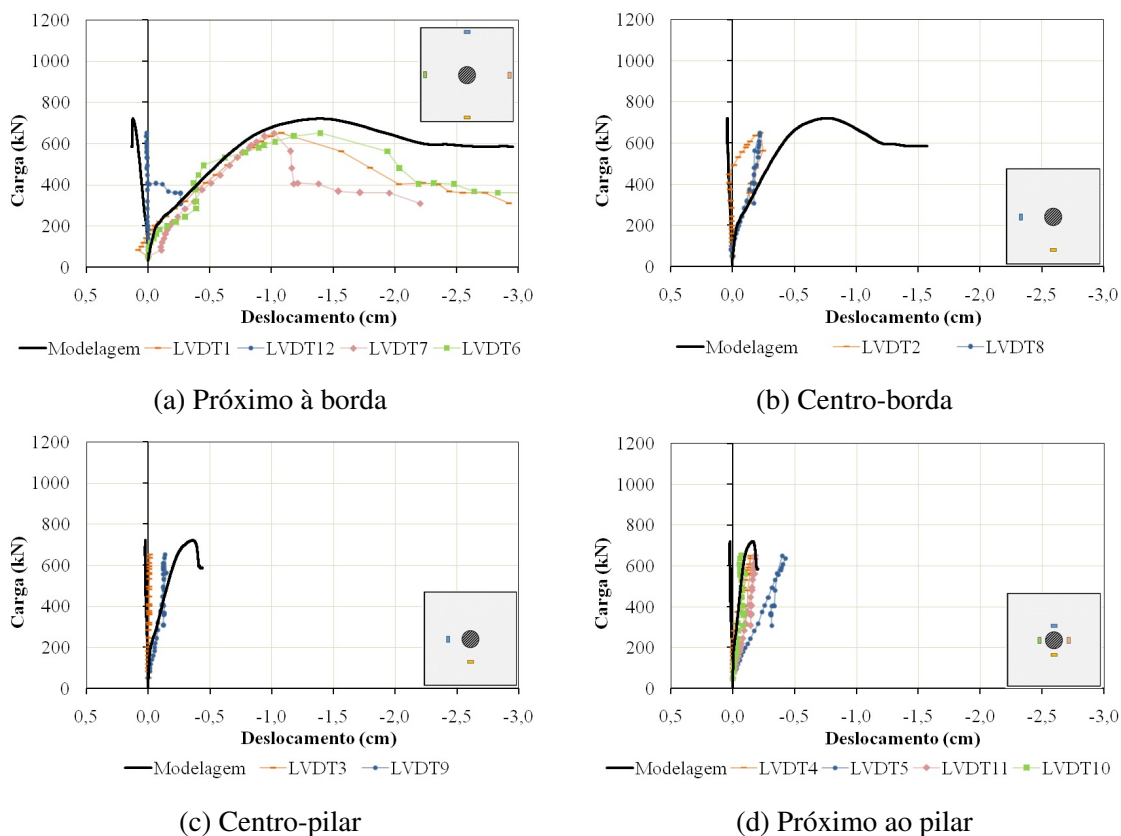 1200
1000
800
600
400
200
0
Carga (kN)
0,5 0,0 -0,5 -1,0 -1,5 -2,0 -2,5 -3,0
Deslocamento (cm)
Modelagem LVDT1 LVDT12 LVDT7 LVDT6
(a) Próximo à borda
1200
1000
800
600
400
200
0
Carga (kN)
0,5 0,0 -0,5 -1,0 -1,5 -2,0 -2,5 -3,0
Deslocamento (cm)
Modelagem LVDT2 LVDT8
(b) Centro-borda
1200
1000
800
600
400
200
0
Carga (kN)
0,5 0,0 -0,5 -1,0 -1,5 -2,0 -2,5 -3,0
Deslocamento (cm)
Modelagem LVDT3 LVDT9
(c) Centro-pilar
1200
1000
800
600
400
200
0
Carga (kN)
0,5 0,0 -0,5 -1,0 -1,5 -2,0 -2,5 -3,0
Deslocamento (cm)
Modelagem LVDT4 LVDT5 LVDT11 LVDT10
(d) Próximo ao pilar